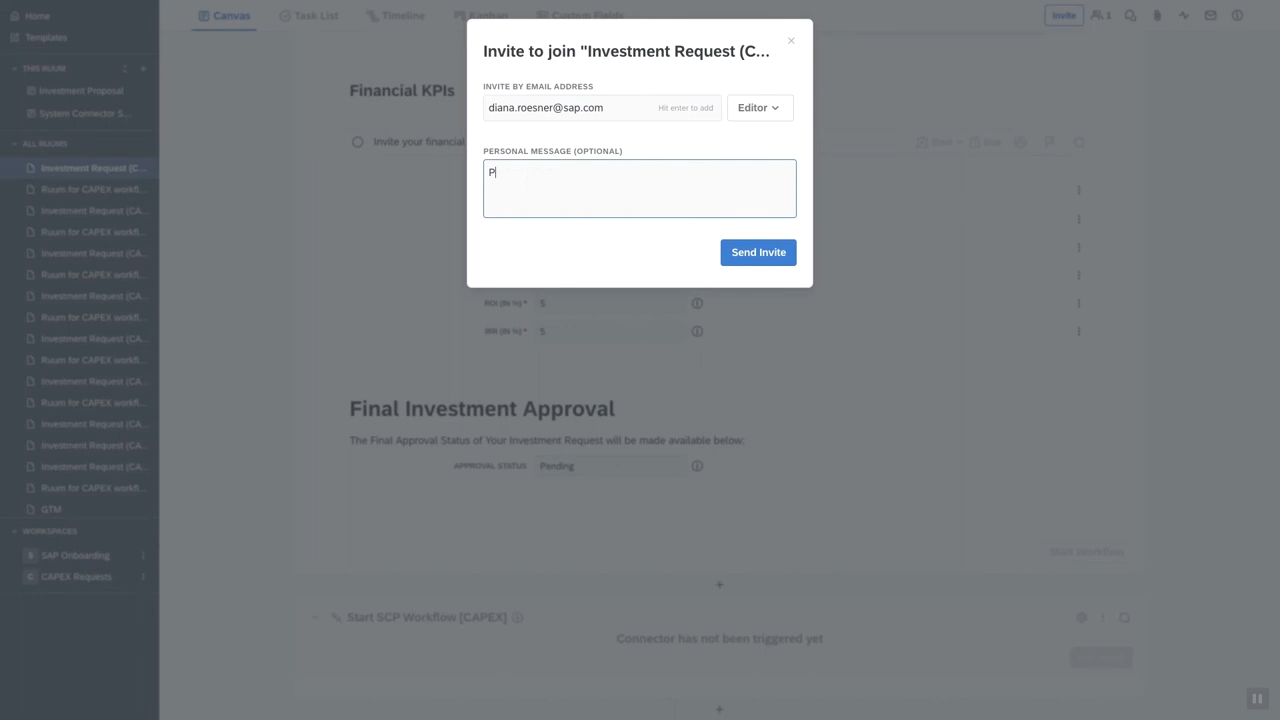 Home
Templates
THIS RUUM
Investment Proposal
System Connector S...
ALL RUUMS
Investment Request (C...
Ruum for CAPEX workfl...
Investment Request (CA...
Ruum for CAPEX workfl...
Investment Request (CA...
Ruum for CAPEX workfl...
Investment Request (CA...
Ruum for CAPEX workfl...
Investment Request (CA...
Ruum for CAPEX workfl...
Investment Request (CA...
Ruum for CAPEX workfl...
Investment Request (CA...
Investment Request (CA...
Investment Request (CA...
Ruum for CAPEX workfl...
GTM
WORKSPACES
S SAP Onboarding
C CAPEX Requests
Canvas Task List Timeline Kanban Custom Fields
Invite 1
Invite to join "Investment Request (C...
INVITE BY EMAIL ADDRESS
diana.roesner@sap.com Hit enter to add Editor
PERSONAL MESSAGE (OPTIONAL)
P
Send Invite
Financial KPIs
Invite your financial
ROI (IN %) * 5
IRR (IN %) * 5
Final Investment Approval
The Final Approval Status of Your Investment Request will be made available below:
APPROVAL STATUS Pending
Start Workflow
Start SCP Workflow [CAPEX]
Connector has not been triggered yet